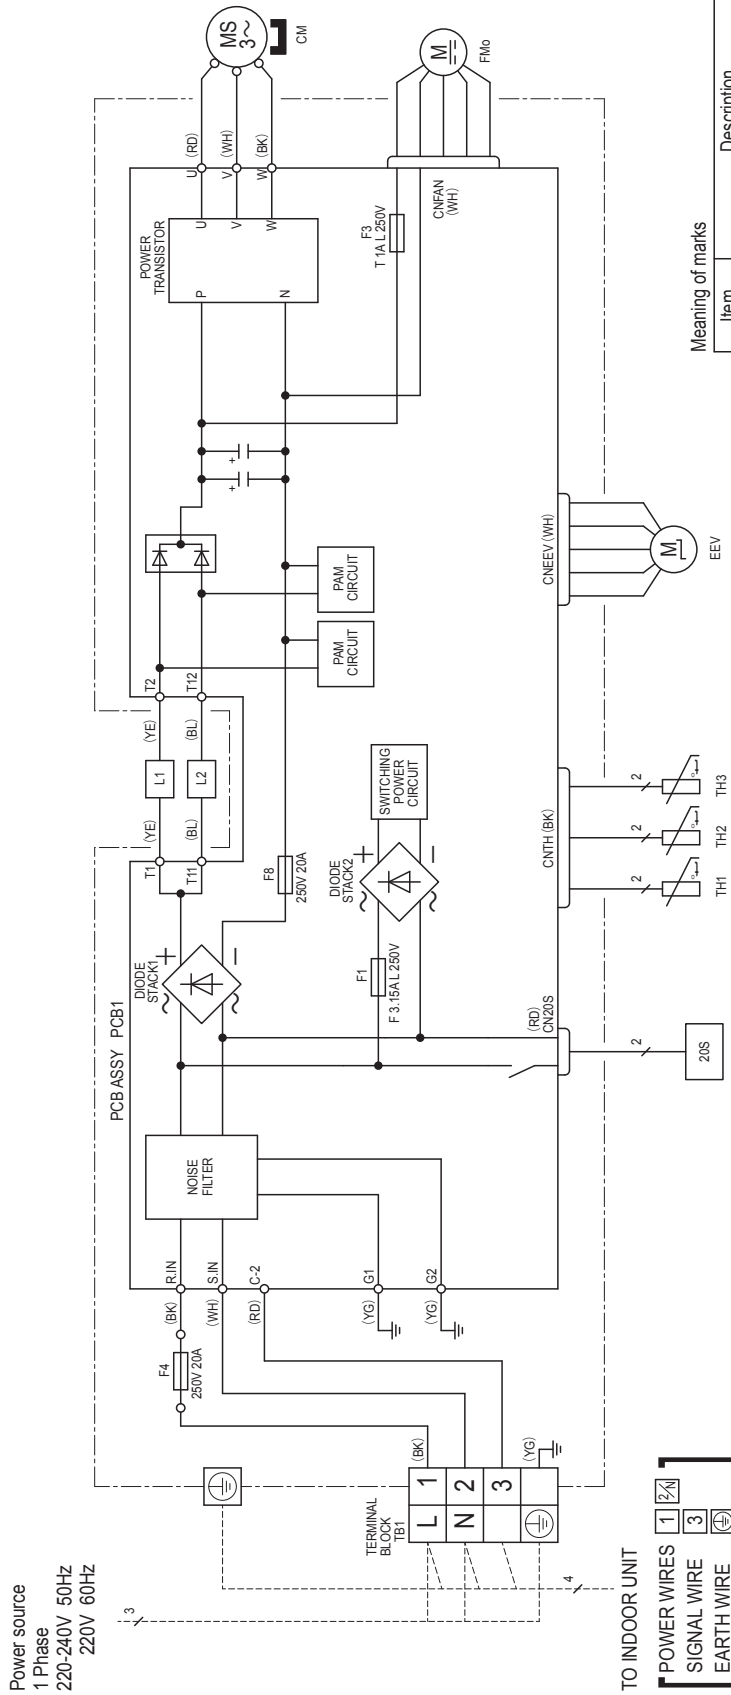 Power source
1 Phase
220-240V 50Hz
220V 60Hz
3
4
TERMINAL
BLOCK
TB1
L 1
N 2
3
(BK)
(YG)
TO INDOOR UNIT
POWER WIRES 1 2/N
SIGNAL WIRE 3
EARTH WIRE
F4
250V 20A
(BK)
(WH)
(RD)
(YG)
(YG)
R.IN
S.IN
C-2
G1
G2
PCB ASSY PCB1
NOISE
FILTER
DIODE
STACK1
+
−
~
~
F1
F 3.15A L 250V
DIODE
STACK2
+
−
~
~
SWITCHING
POWER
CIRCUIT
F8
250V 20A
T1
T11
(YE)
(BL)
L1
L2
(YE)
(BL)
T2
T12
PAM
CIRCUIT
PAM
CIRCUIT
+
+
POWER
TRANSISTOR
P
N
U
V
W
U
V
W
(RD)
(WH)
(BK)
MS
3~
CM
F3
T 1A L 250V
CNFAN
(WH)
M
FMo
(RD)
CN20S
2
20S
CNTH (BK)
2
2
2
TH1
TH2
TH3
CNEEV (WH)
M
EEV
Meaning of marks
Item
Description